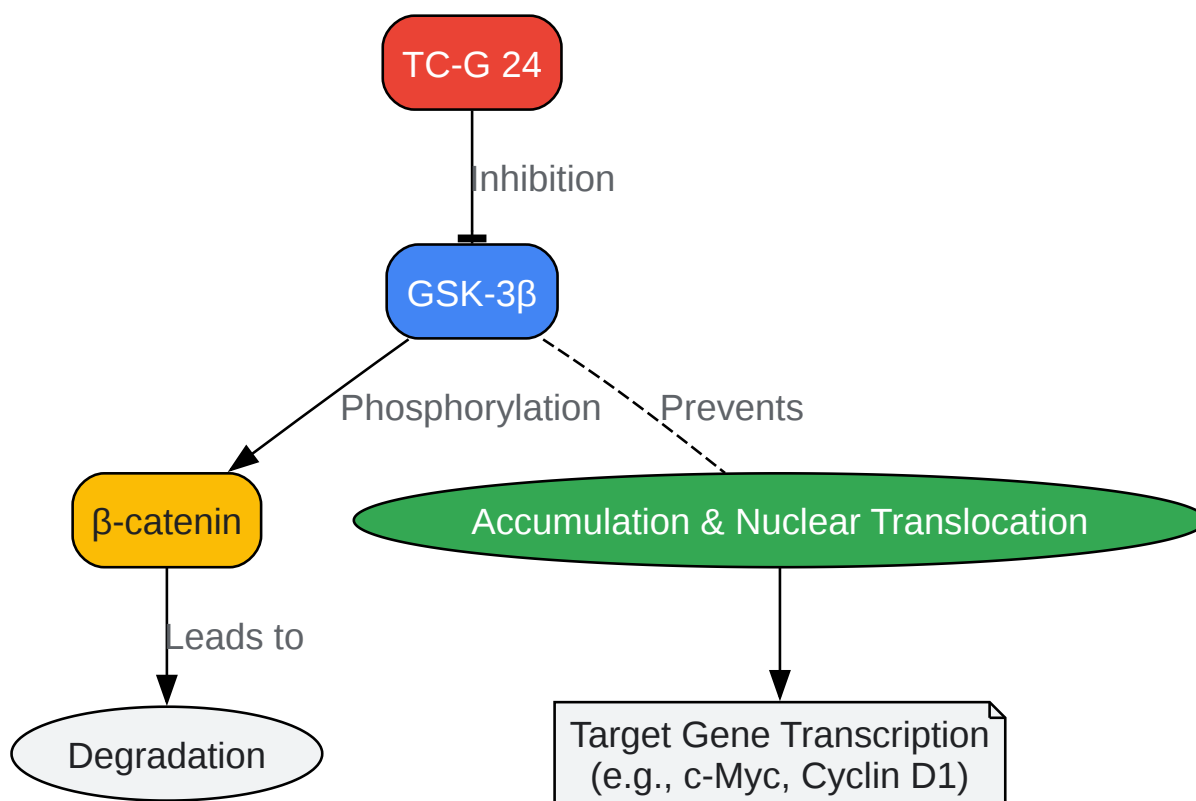 TC-G 24
Inhibition
GSK-3β
Phosphorylation
Prevents
β-catenin
Accumulation & Nuclear Translocation
Leads to
Degradation
Target Gene Transcription
(e.g., c-Myc, Cyclin D1)